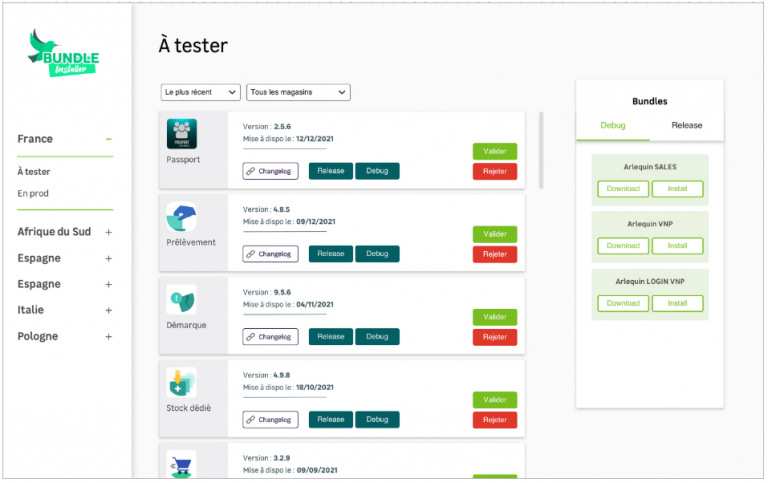 BUNDLE
Installer
France
À tester
En prod
Afrique du Sud
Espagne
Espagne
Italie
Pologne
À tester
Le plus récent
Tous les magasins
PASSPORT
Passport
Version : 2.5.6
Mise à dispo le : 12/12/2021
Changelog
Release
Debug
Valider
Rejeter
Prélèvement
Version : 4.8.5
Mise à dispo le : 09/12/2021
Changelog
Release
Debug
Valider
Rejeter
Démarque
Version : 9.5.6
Mise à dispo le : 04/11/2021
Changelog
Release
Debug
Valider
Rejeter
Stock dédié
Version : 4.9.8
Mise à dispo le : 18/10/2021
Changelog
Release
Debug
Valider
Rejeter
Version : 3.2.9
Mise à dispo le : 09/09/2021
Bundles
Debug
Release
Arlequin SALES
Download
Install
Arlequin VNP
Download
Install
Arlequin LOGIN VNP
Download
Install